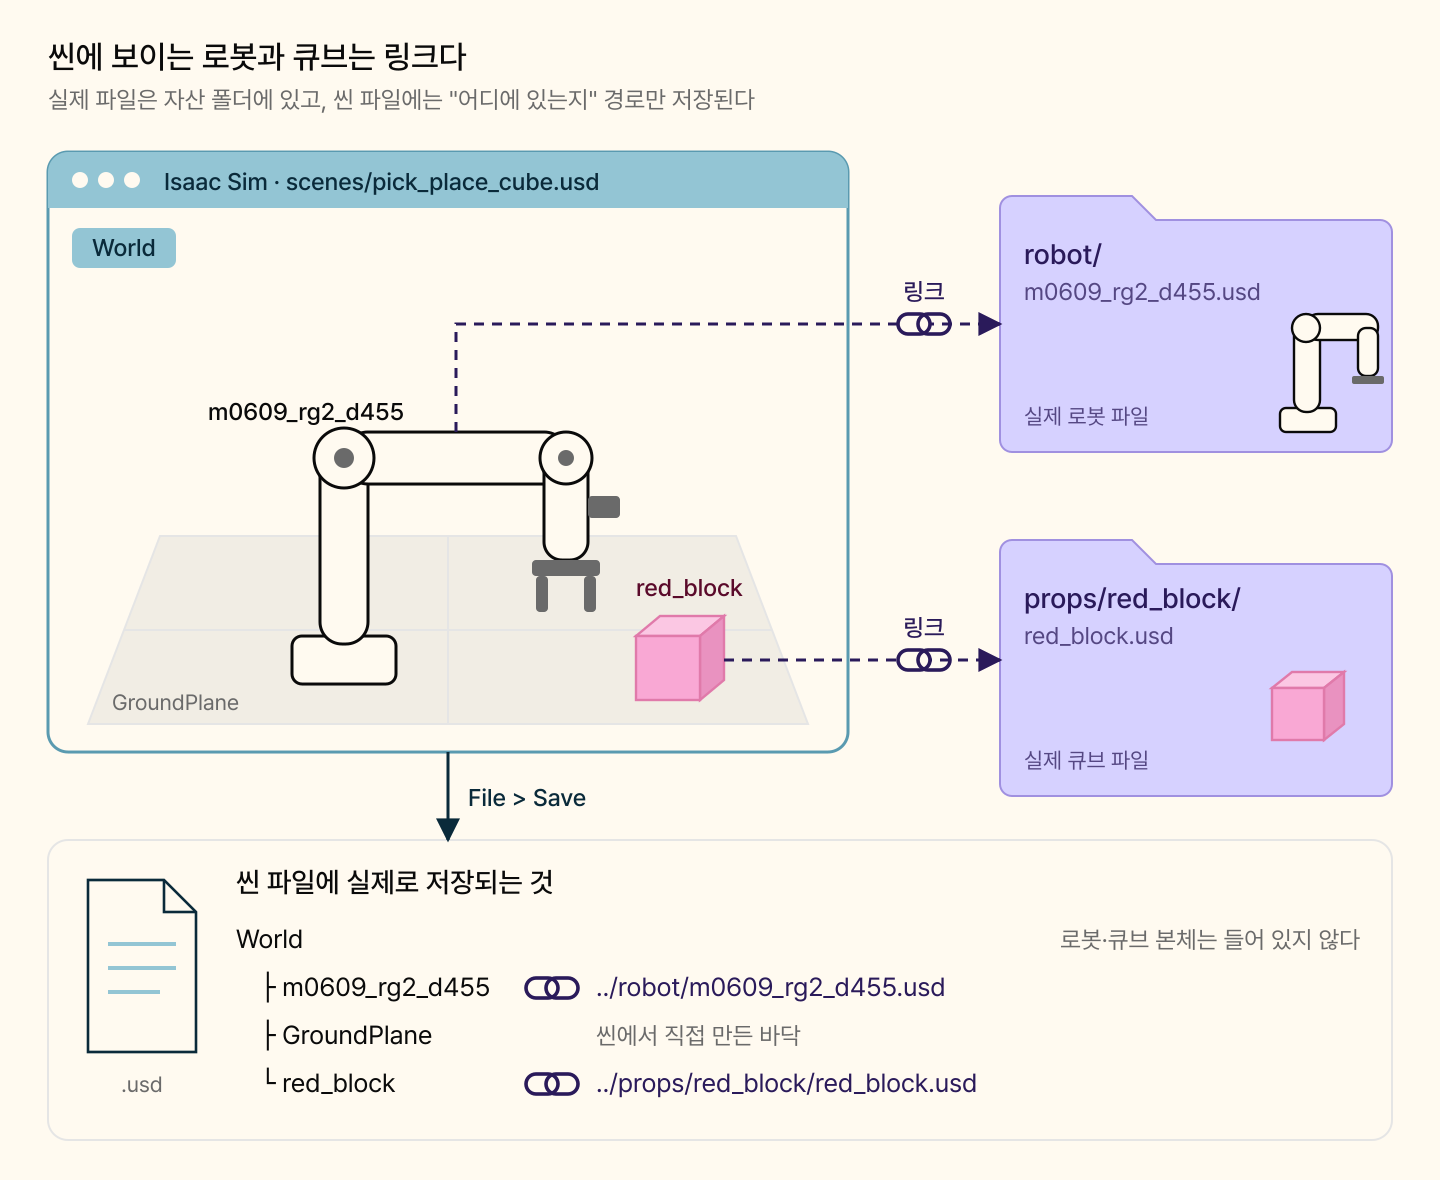 씬에 보이는 로봇과 큐브는 링크다
실제 파일은 자산 폴더에 있고, 씬 파일에는 "어디에 있는지" 경로만 저장된다
Isaac Sim · scenes/pick_place_cube.usd
World
m0609_rg2_d455
red_block
GroundPlane
링크
robot/
m0609_rg2_d455.usd
실제 로봇 파일
링크
props/red_block/
red_block.usd
실제 큐브 파일
File > Save
씬 파일에 실제로 저장되는 것
World
로봇·큐브 본체는 들어 있지 않다
├ m0609_rg2_d455 ../robot/m0609_rg2_d455.usd
├ GroundPlane 씬에서 직접 만든 바닥
└ red_block ../props/red_block/red_block.usd
.usd